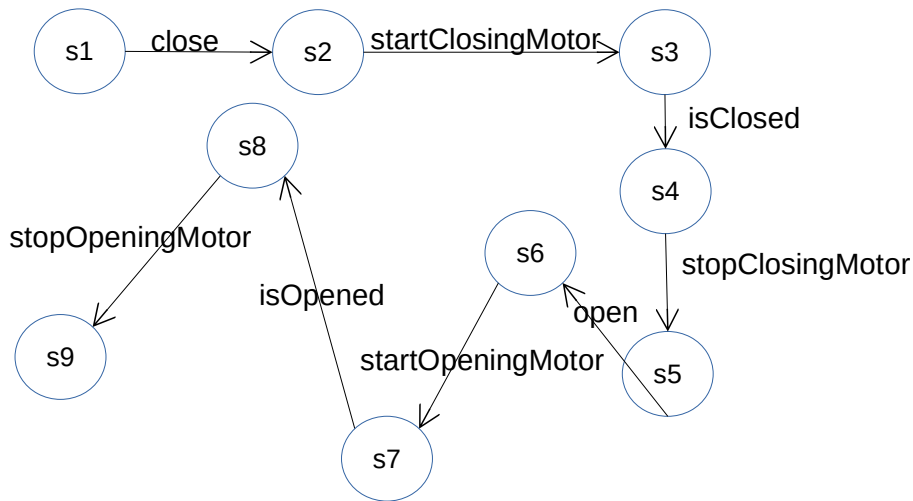 s1
close
s2
startClosingMotor
s3
isClosed
s4
stopClosingMotor
s5
open
s6
startOpeningMotor
s7
isOpened
s8
stopOpeningMotor
s9